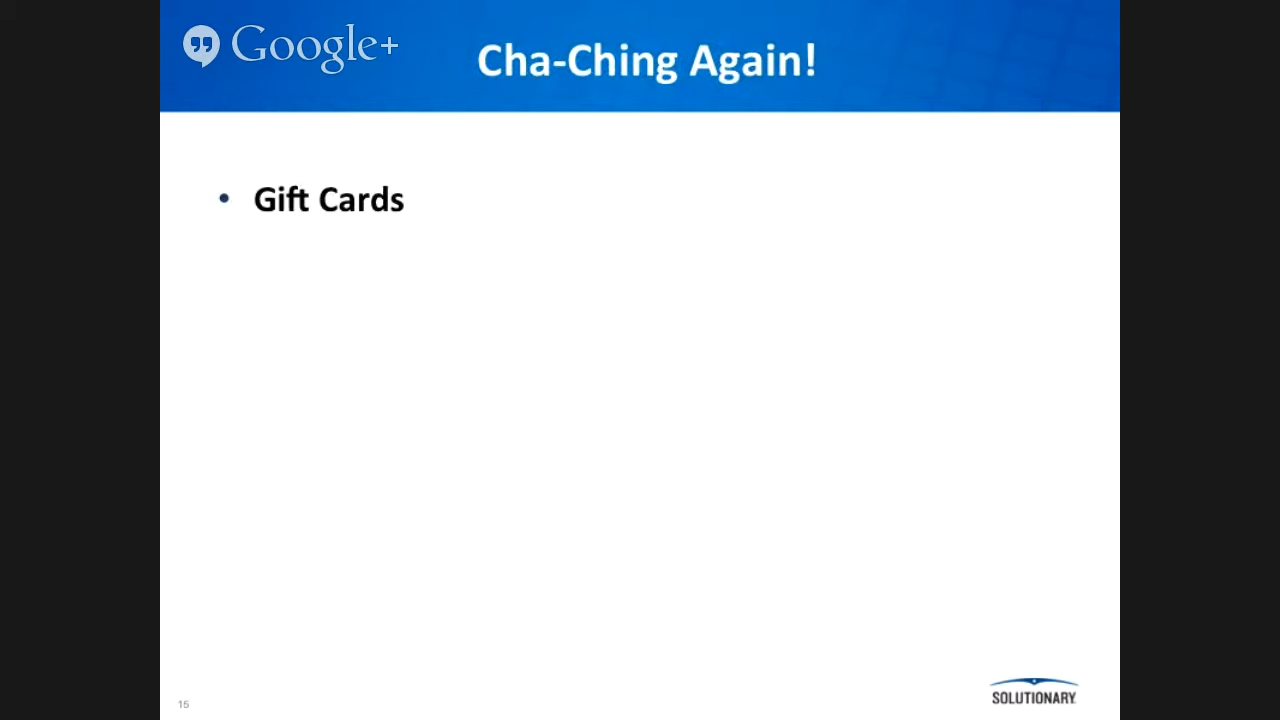 Google+
Cha-Ching Again!
• Gift Cards
15
SOLUTIONARY